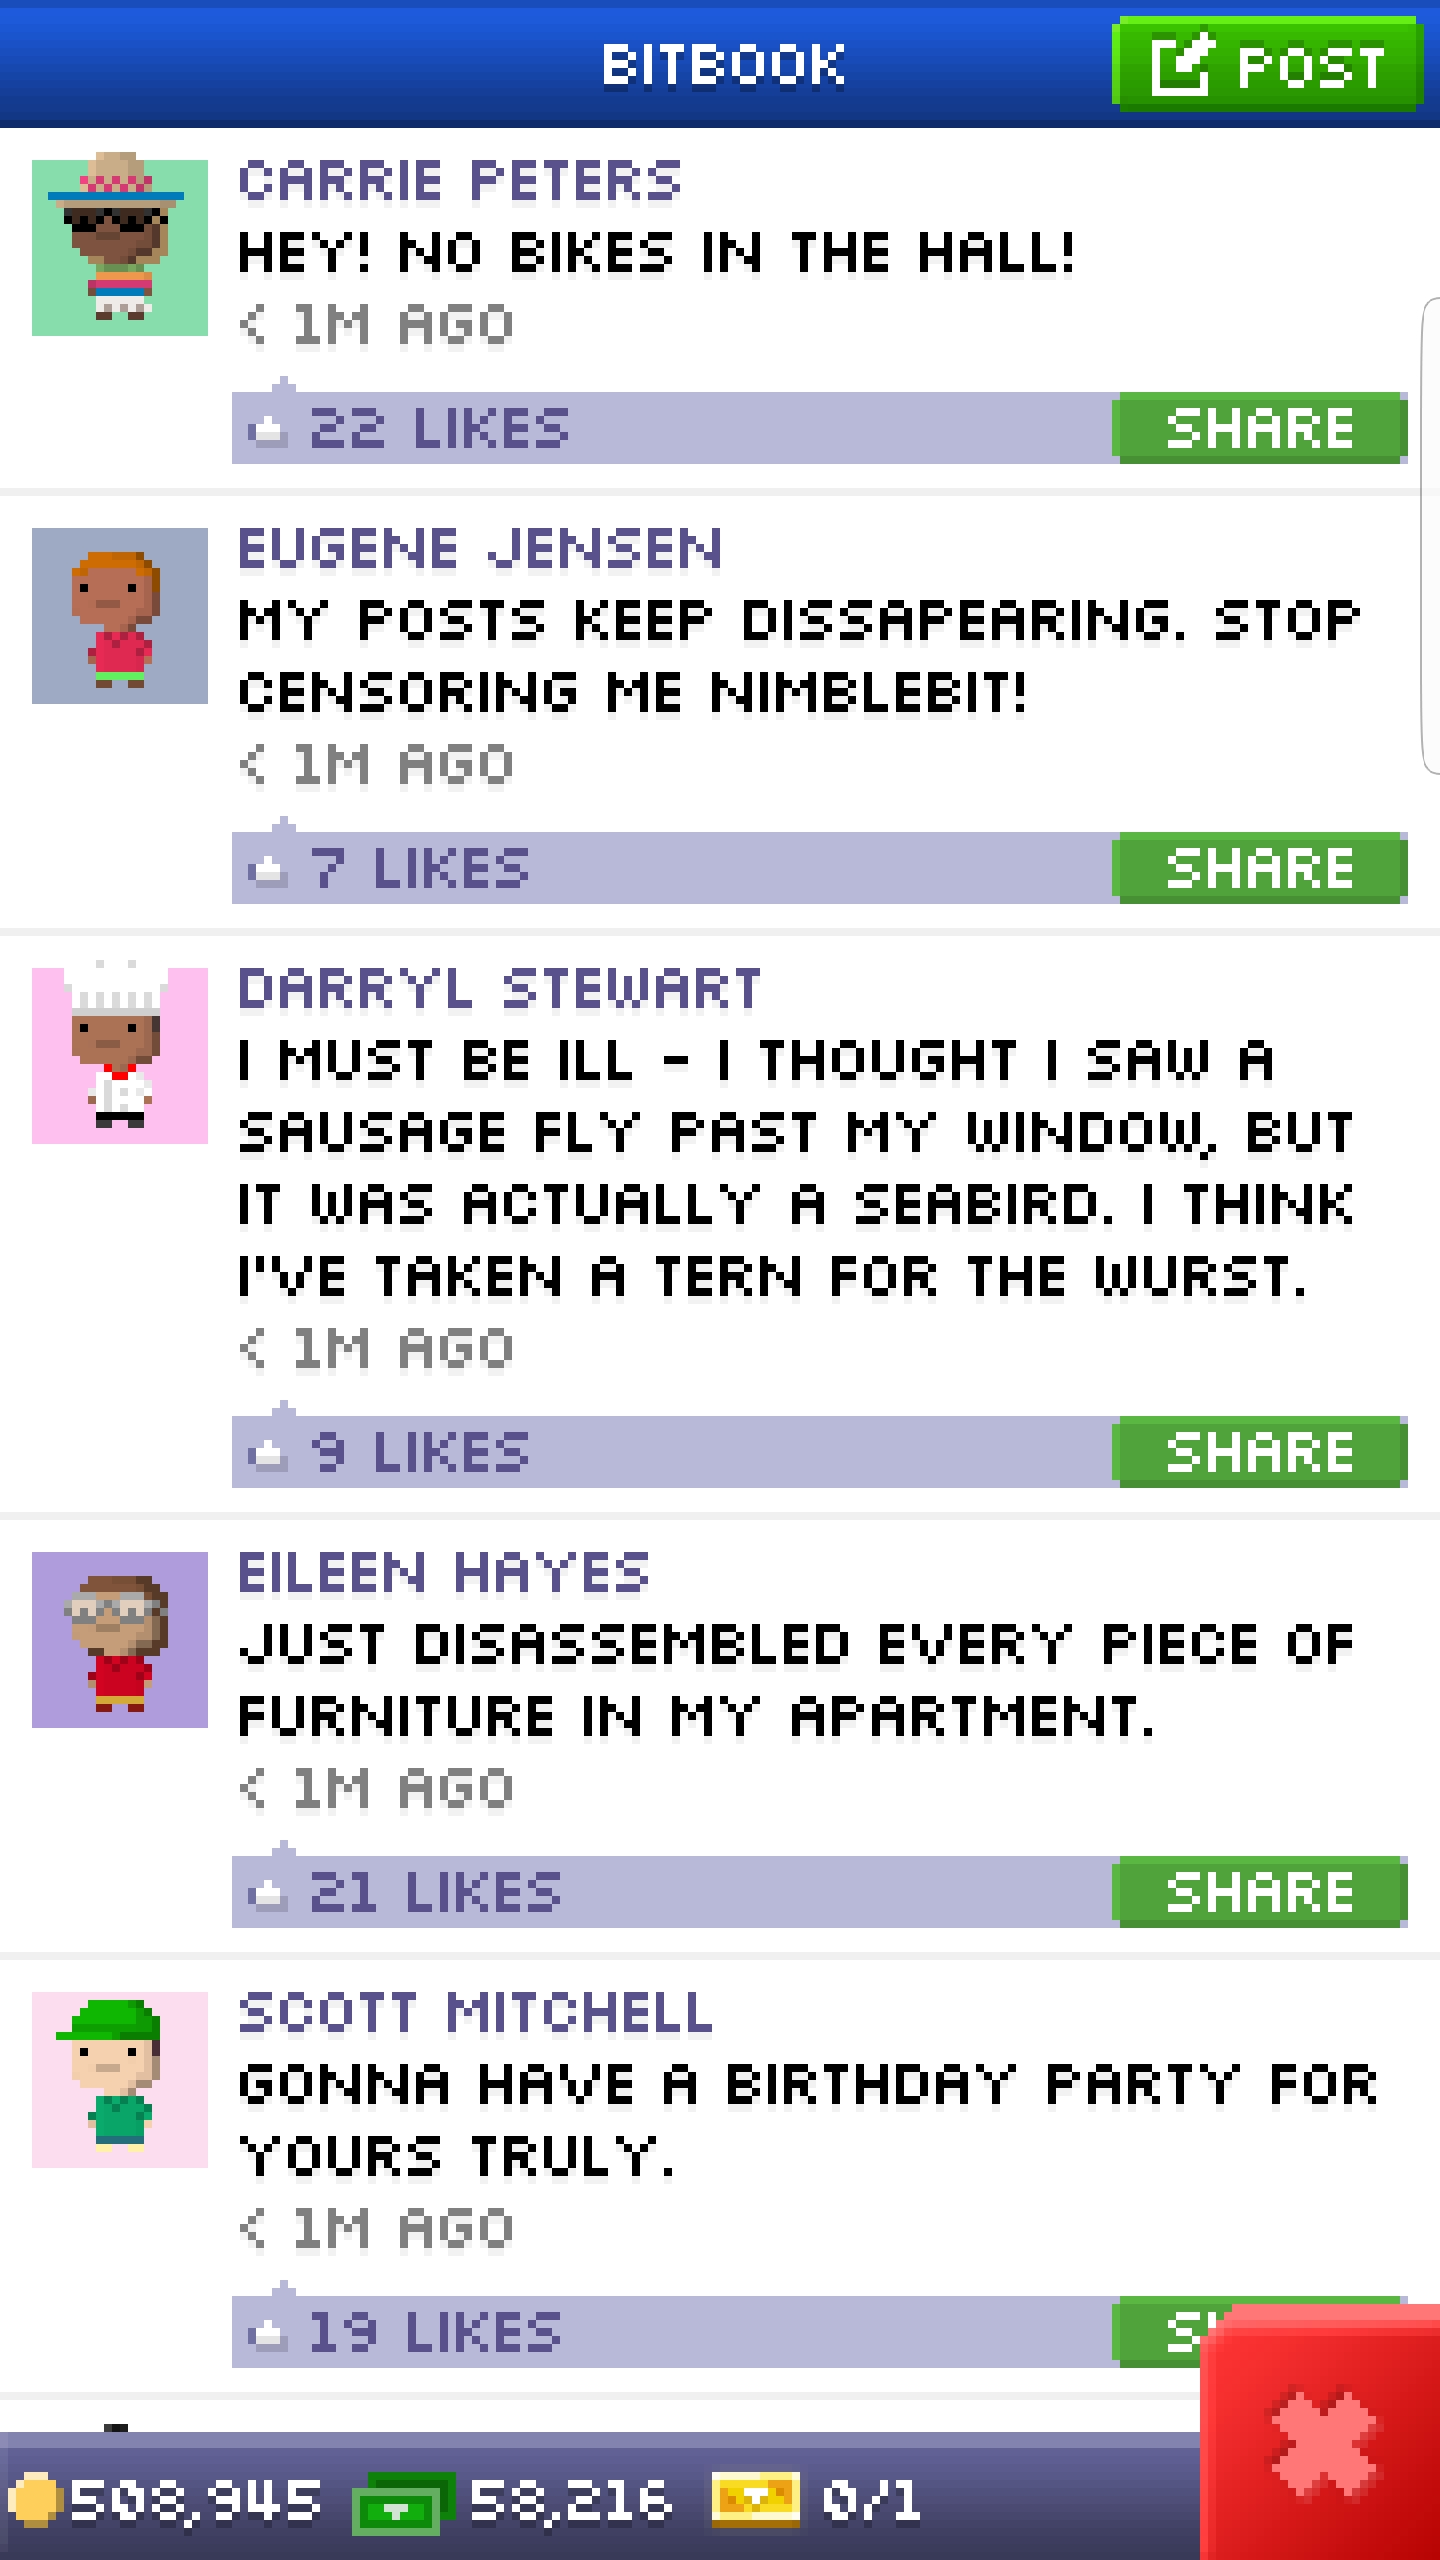 BITBOOK
POST
CARRIE PETERS
HEY! NO BIKES IN THE HALL!
< 1M AGO
22 LIKES
SHARE
EUGENE JENSEN
MY POSTS KEEP DISSAPEARING. STOP
CENSORING ME NIMBLEBIT!
< 1M AGO
7 LIKES
SHARE
DARRYL STEWART
I MUST BE ILL - I THOUGHT I SAW A
SAUSAGE FLY PAST MY WINDOW, BUT
IT WAS ACTUALLY A SEABIRD. I THINK
I'VE TAKEN A TERN FOR THE WURST.
< 1M AGO
9 LIKES
SHARE
EILEEN HAYES
JUST DISASSEMBLED EVERY PIECE OF
FURNITURE IN MY APARTMENT.
< 1M AGO
21 LIKES
SHARE
SCOTT MITCHELL
GONNA HAVE A BIRTHDAY PARTY FOR
YOURS TRULY.
< 1M AGO
19 LIKES
508,945 58,216 0/1